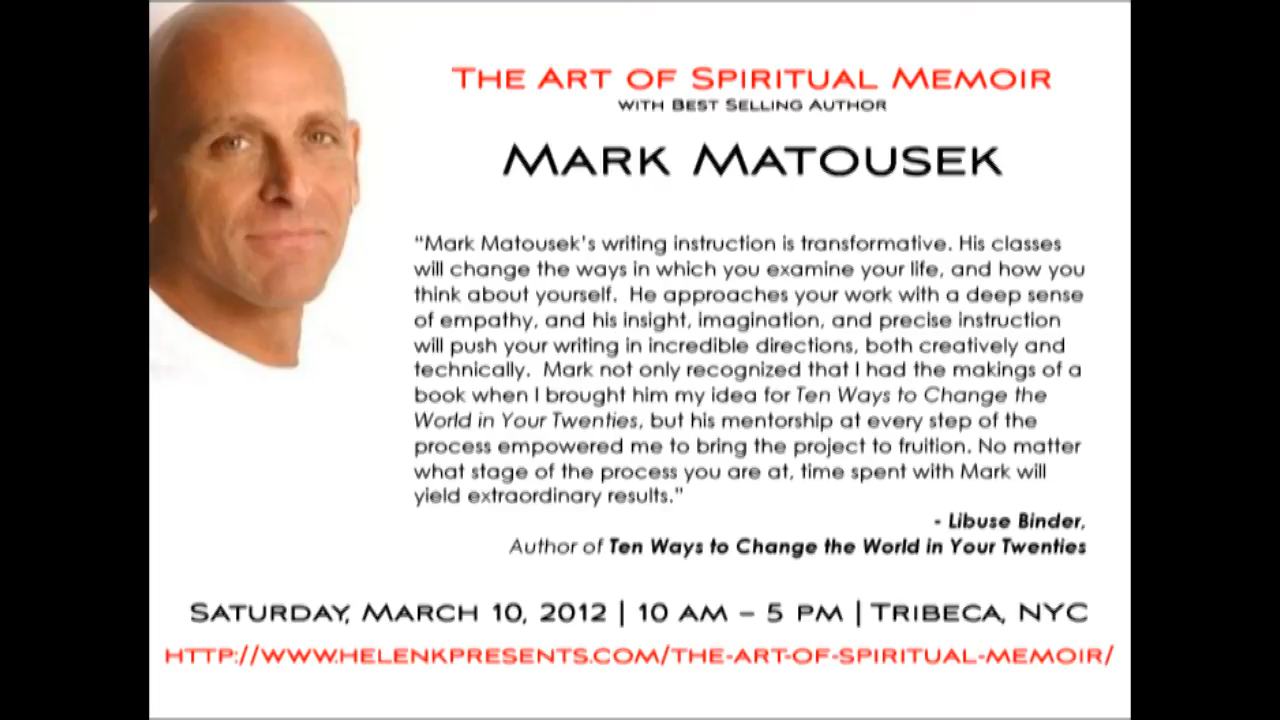 The Art of Spiritual Memoir
with Best Selling Author
Mark Matousek
“Mark Matousek’s writing instruction is transformative. His classes
will change the ways in which you examine your life, and how you
think about yourself. He approaches your work with a deep sense
of empathy, and his insight, imagination, and precise instruction
will push your writing in incredible directions, both creatively and
technically. Mark not only recognized that I had the makings of a
book when I brought him my idea for Ten Ways to Change the
World in Your Twenties, but his mentorship at every step of the
process empowered me to bring the project to fruition. No matter
what stage of the process you are at, time spent with Mark will
yield extraordinary results.”
- Libuse Binder,
Author of Ten Ways to Change the World in Your Twenties
Saturday, March 10, 2012 | 10 AM – 5 PM | Tribeca, NYC
HTTP://WWW.HELENKPRESENTS.COM/THE-ART-OF-SPIRITUAL-MEMOIR/